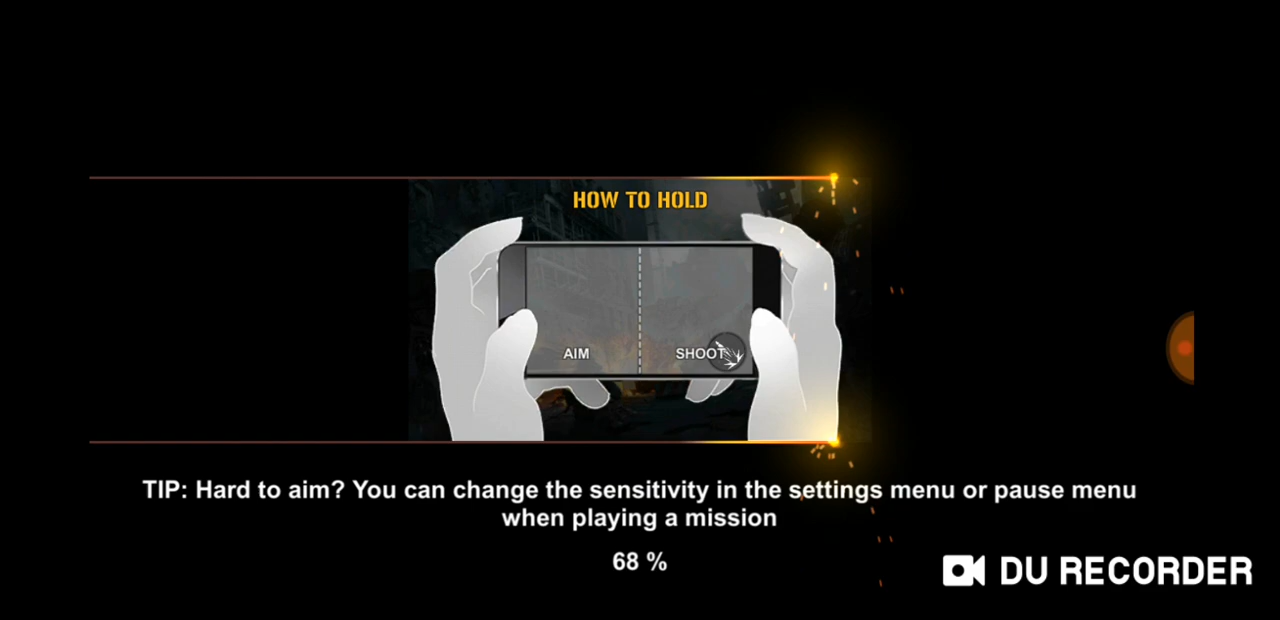 HOW TO HOLD
AIM
SHOOT
TIP: Hard to aim? You can change the sensitivity in the settings menu or pause menu
when playing a mission
68 %
DU RECORDER